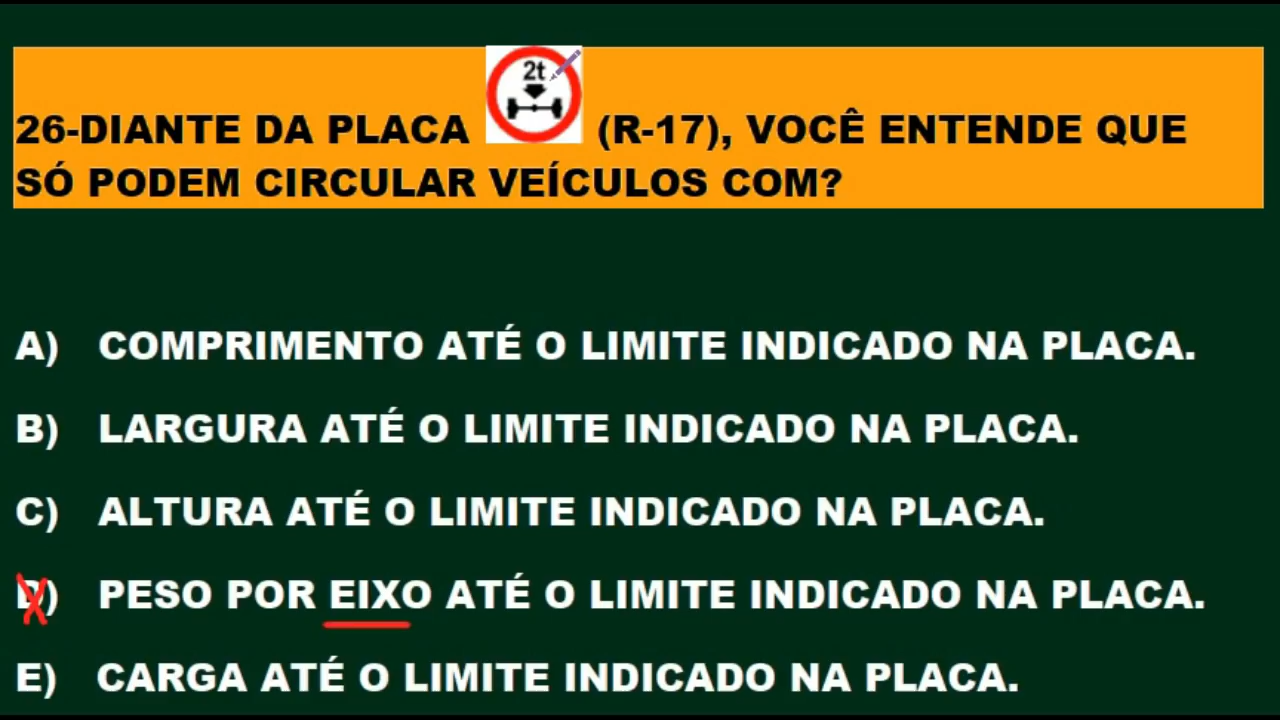 2t
26-DIANTE DA PLACA (R-17), VOCÊ ENTENDE QUE
SÓ PODEM CIRCULAR VEÍCULOS COM?
A) COMPRIMENTO ATÉ O LIMITE INDICADO NA PLACA.
B) LARGURA ATÉ O LIMITE INDICADO NA PLACA.
C) ALTURA ATÉ O LIMITE INDICADO NA PLACA.
D) PESO POR EIXO ATÉ O LIMITE INDICADO NA PLACA.
E) CARGA ATÉ O LIMITE INDICADO NA PLACA.